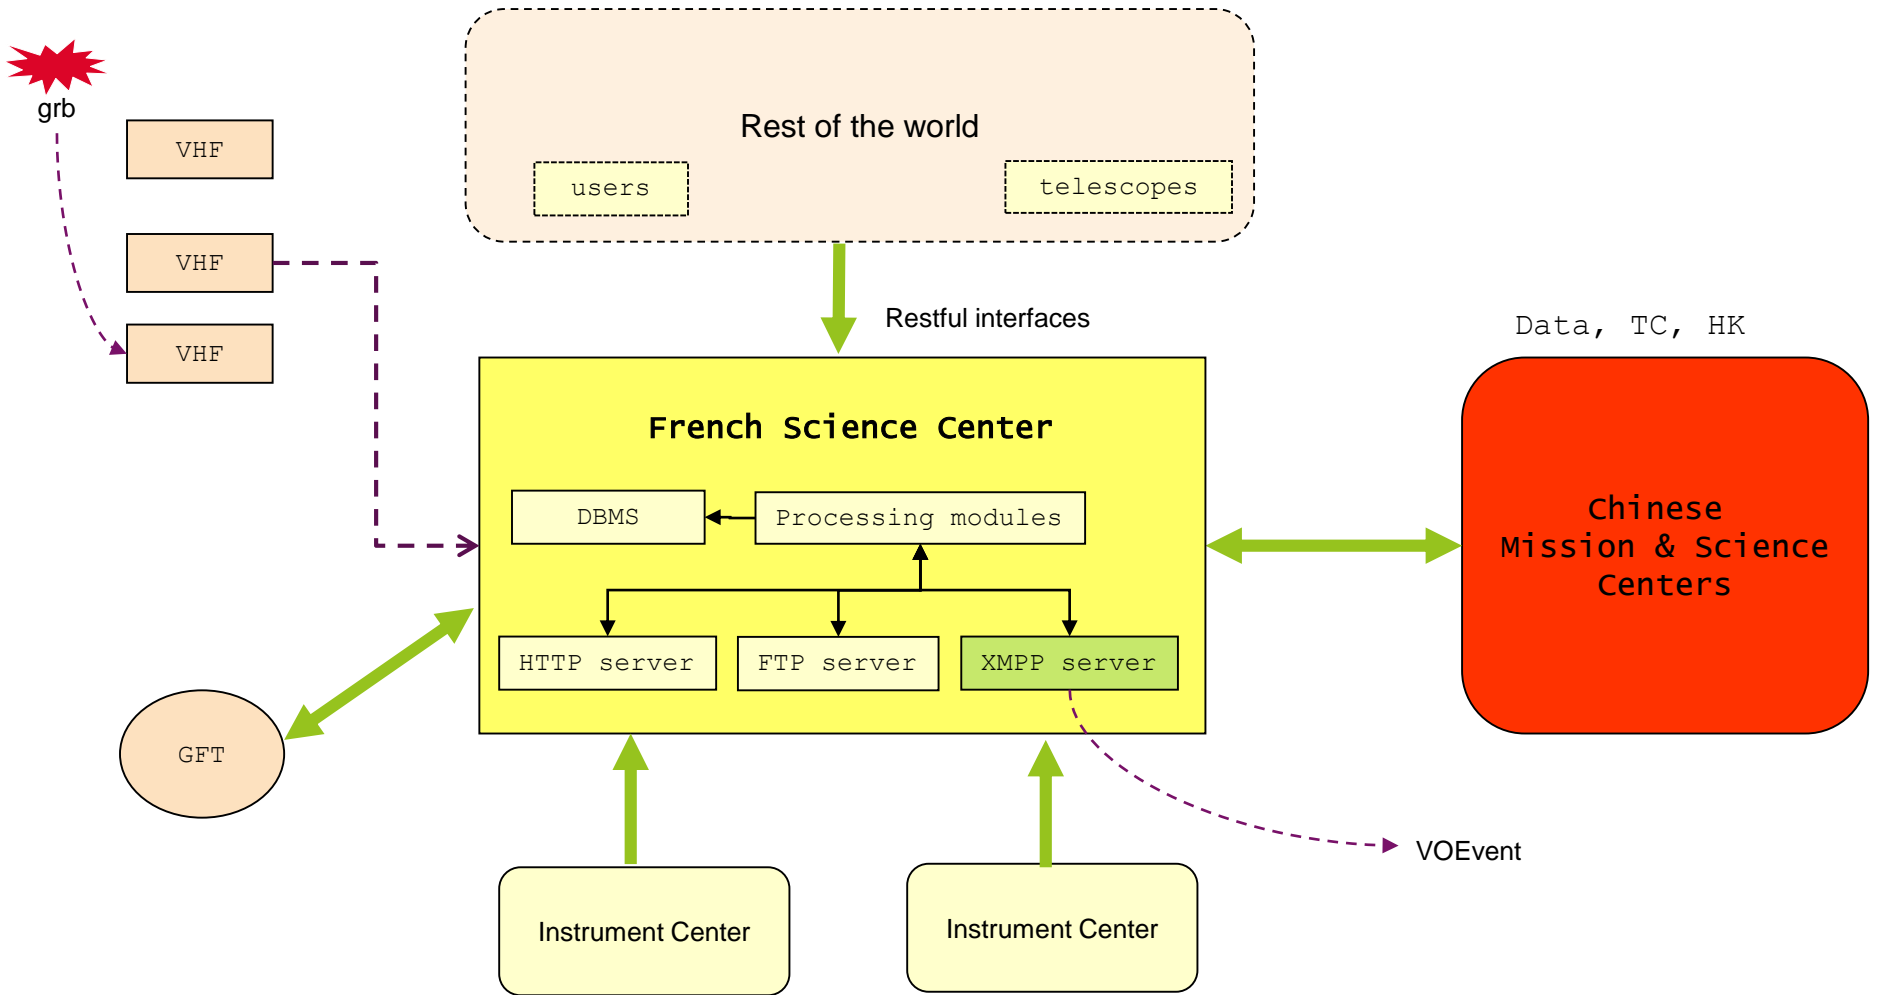 grb
VHF
VHF
VHF
Rest of the world
users
telescopes
Restful interfaces
Data, TC, HK
French Science Center
DBMS
Processing modules
HTTP server
FTP server
XMPP server
Chinese
Mission & Science
Centers
GFT
VOEvent
Instrument Center
Instrument Center